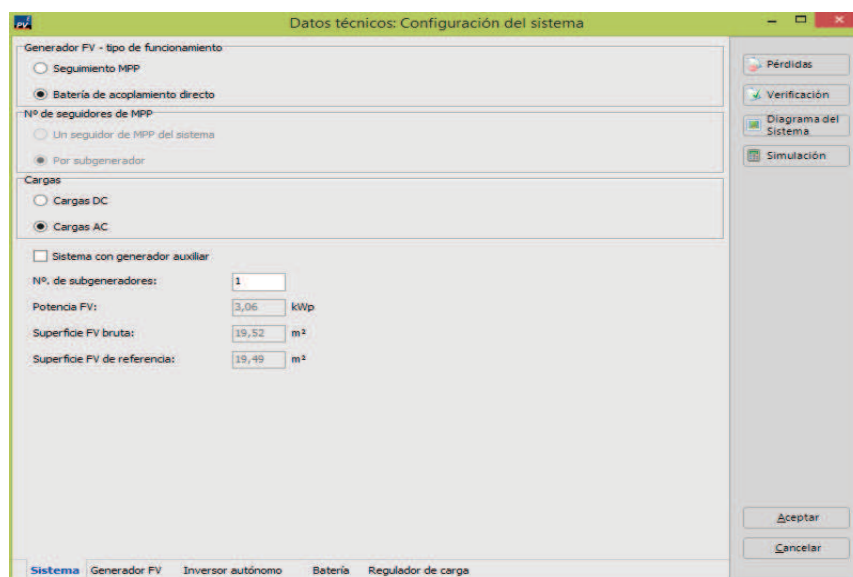 PV
Datos técnicos: Configuración del sistema
Generador FV - tipo de funcionamiento
Seguimiento MPP
Batería de acoplamiento directo
Nº de seguidores de MPP
Un seguidor de MPP del sistema
Por subgenerador
Cargas
Cargas DC
Cargas AC
Sistema con generador auxiliar
Nº. de subgeneradores: 1
Potencia FV: 3,06 kWp
Superficie FV bruta: 19,52 m²
Superficie FV de referencia: 19,49 m²
Pérdidas
Verificación
Diagrama del
Sistema
Simulación
Aceptar
Cancelar
Sistema Generador FV Inversor autónomo Batería Regulador de carga